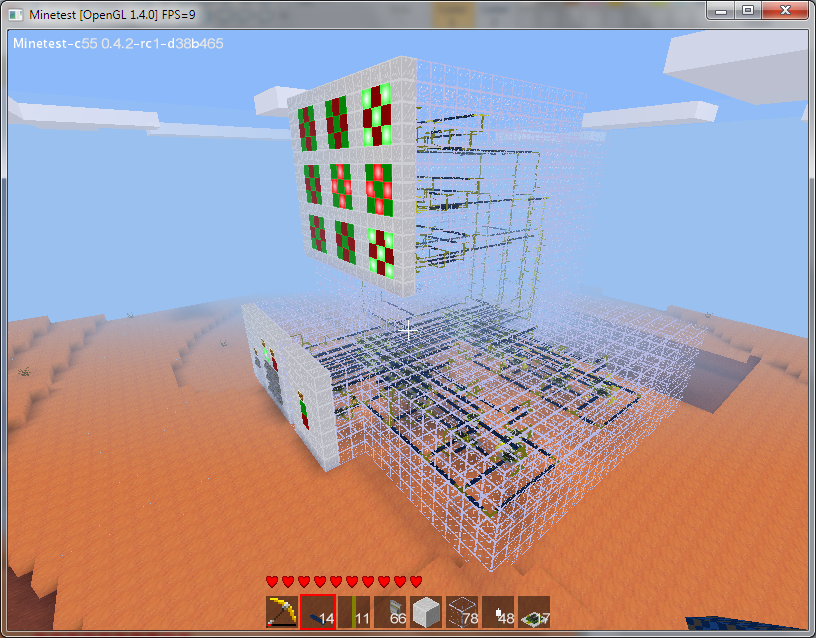 Minetest [OpenGL 1.4.0] FPS=9
Minetest-c55 0.4.2-rc1-d38b465
14 11 66 78 48 37